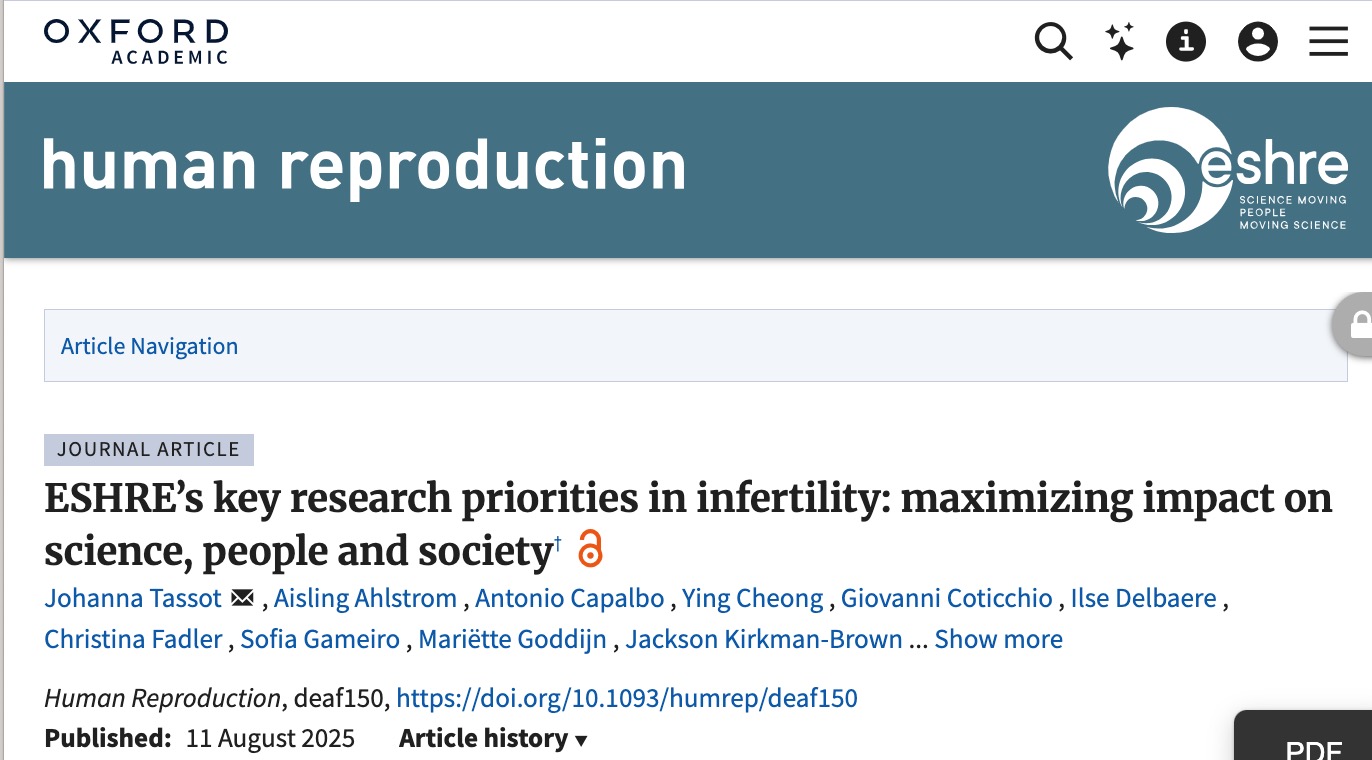 OXFORD
ACADEMIC
human reproduction
eshre
SCIENCE MOVING
PEOPLE
MOVING SCIENCE
Article Navigation
JOURNAL ARTICLE
ESHRE’s key research priorities in infertility: maximizing impact on
science, people and society†
Johanna Tassot , Aisling Ahlstrom , Antonio Capalbo , Ying Cheong , Giovanni Coticchio , Ilse Delbaere ,
Christina Fadler , Sofia Gameiro , Mariëtte Goddijn , Jackson Kirkman-Brown ... Show more
Human Reproduction, deaf150, https://doi.org/10.1093/humrep/deaf150
Published: 11 August 2025 Article history ▾
PDF